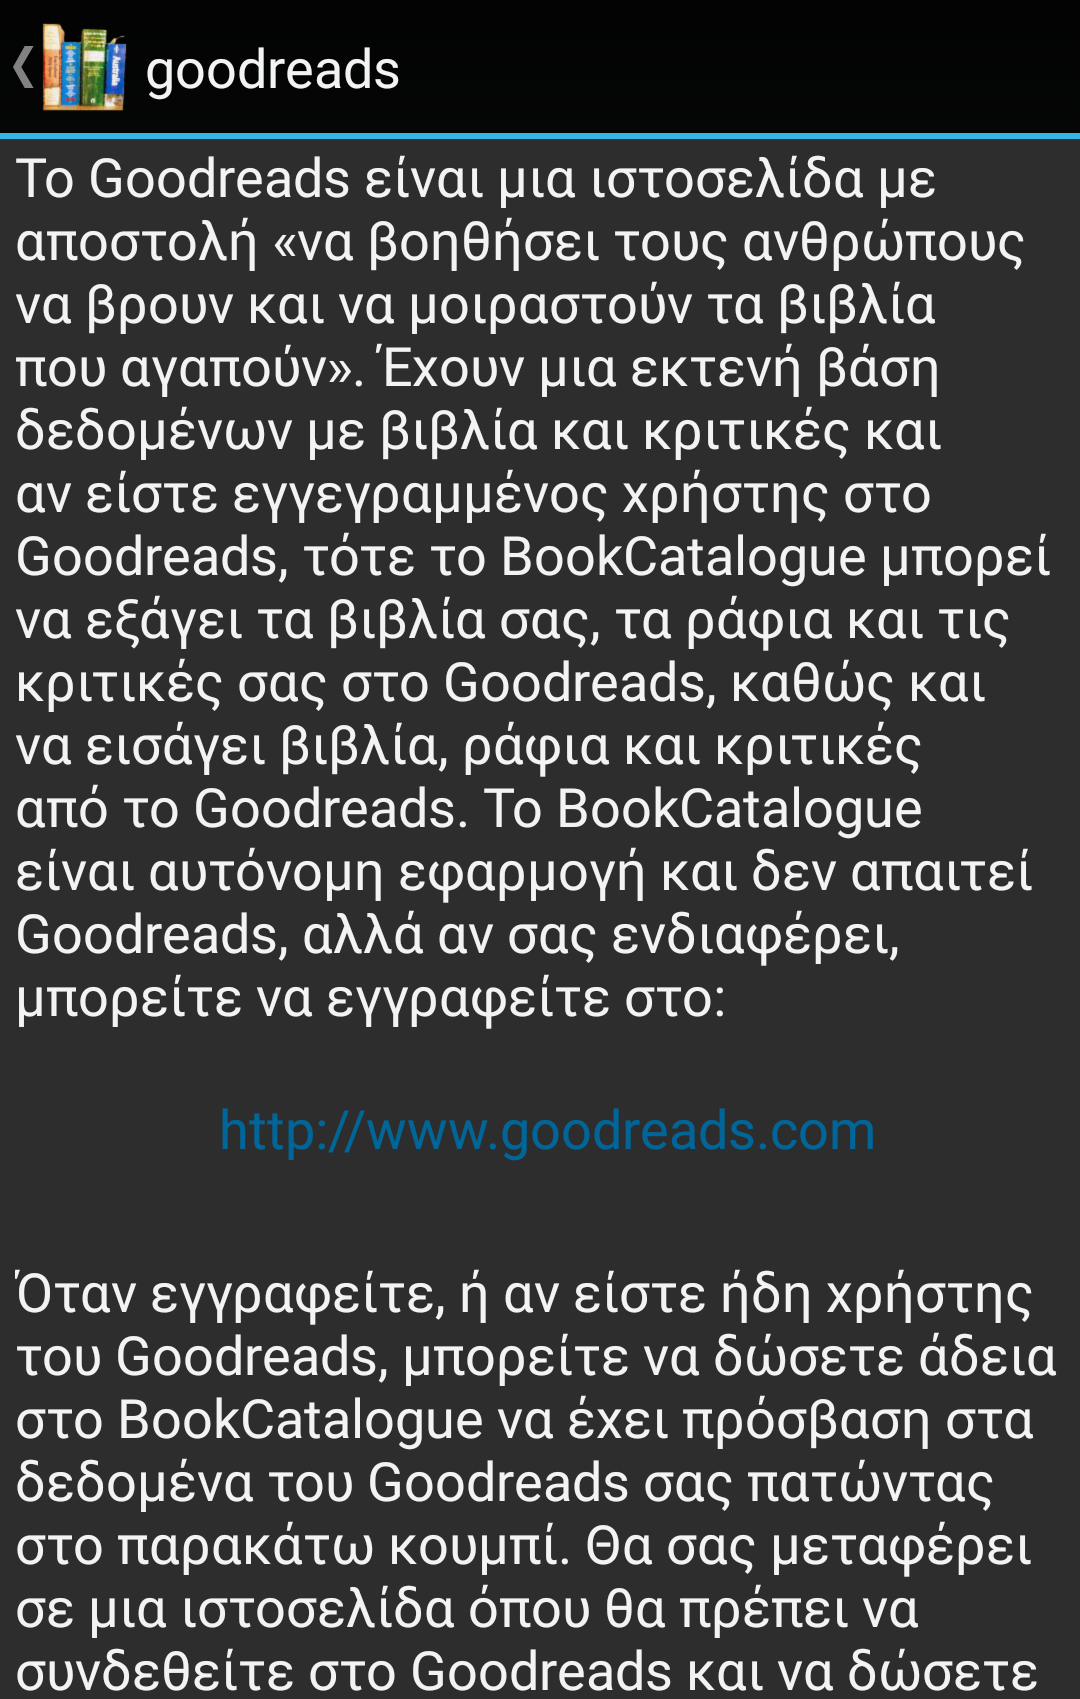 goodreads
Το Goodreads είναι μια ιστοσελίδα με
αποστολή «να βοηθήσει τους ανθρώπους
να βρουν και να μοιραστούν τα βιβλία
που αγαπούν». Έχουν μια εκτενή βάση
δεδομένων με βιβλία και κριτικές και
αν είστε εγγεγραμμένος χρήστης στο
Goodreads, τότε το BookCatalogue μπορεί
να εξάγει τα βιβλία σας, τα ράφια και τις
κριτικές σας στο Goodreads, καθώς και
να εισάγει βιβλία, ράφια και κριτικές
από το Goodreads. Το BookCatalogue
είναι αυτόνομη εφαρμογή και δεν απαιτεί
Goodreads, αλλά αν σας ενδιαφέρει,
μπορείτε να εγγραφείτε στο:
http://www.goodreads.com
Όταν εγγραφείτε, ή αν είστε ήδη χρήστης
του Goodreads, μπορείτε να δώσετε άδεια
στο BookCatalogue να έχει πρόσβαση στα
δεδομένα του Goodreads σας πατώντας
στο παρακάτω κουμπί. Θα σας μεταφέρει
σε μια ιστοσελίδα όπου θα πρέπει να
συνδεθείτε στο Goodreads και να δώσετε